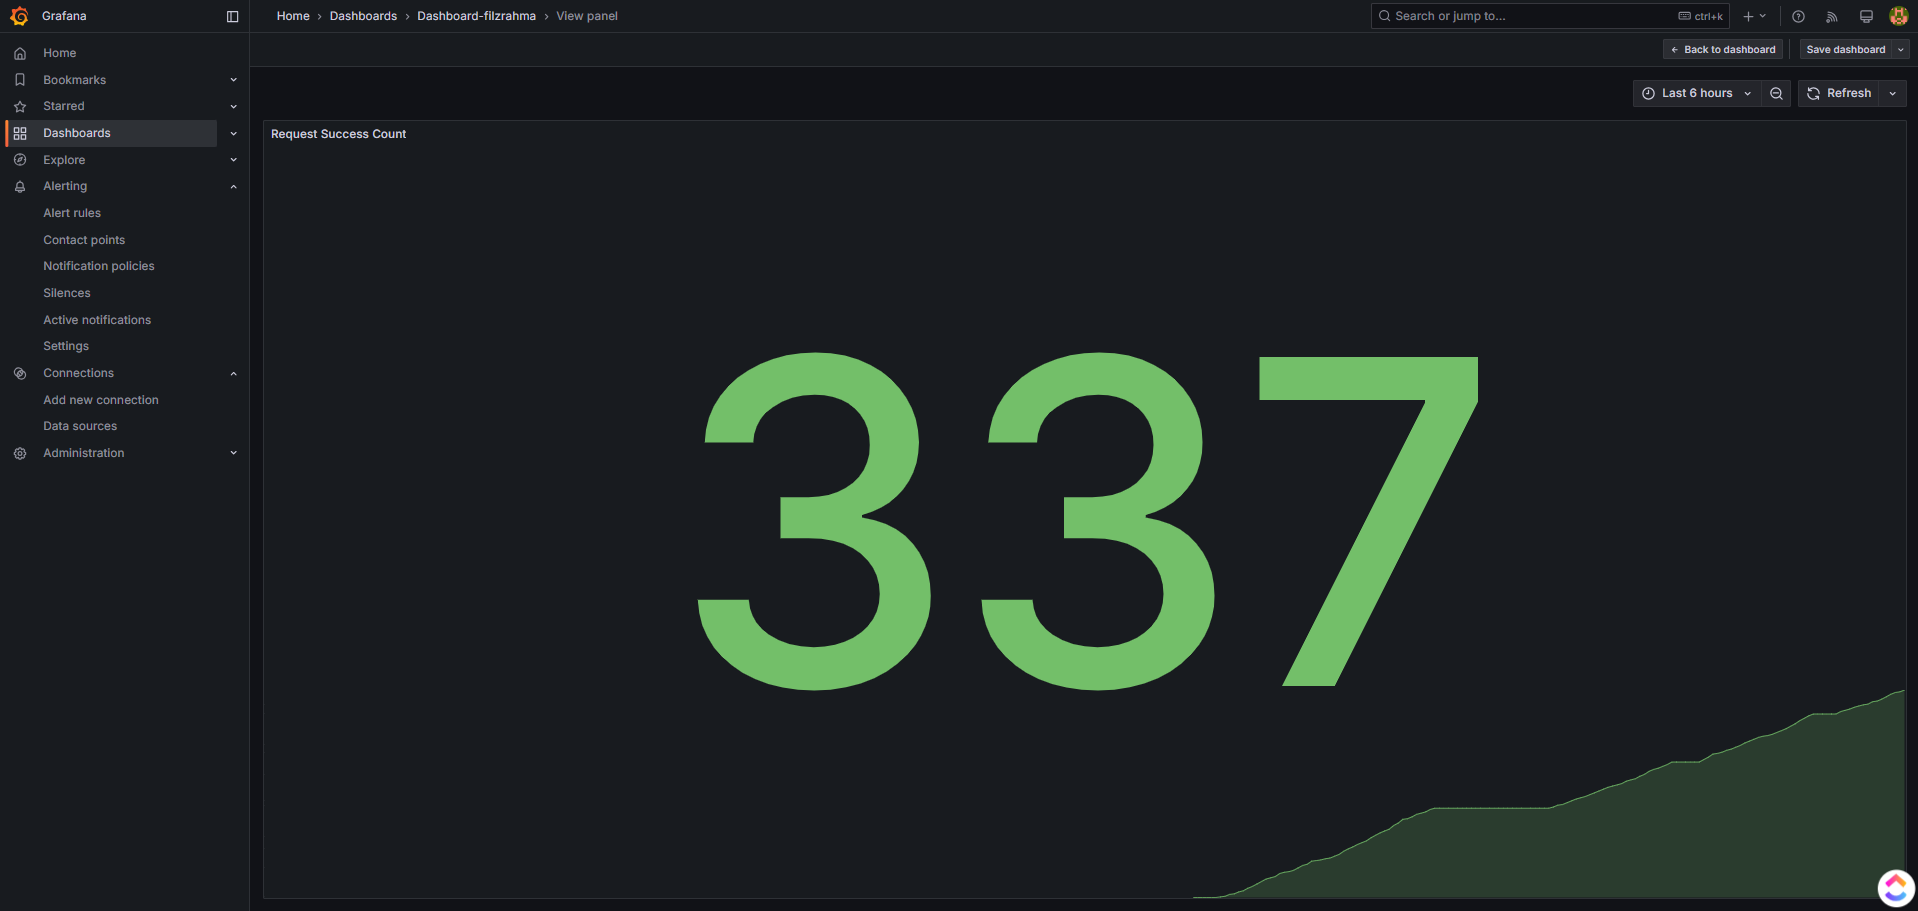 Grafana
Home › Dashboards › Dashboard-filzrahma › View panel
Search or jump to...
ctrl+k
Back to dashboard
Save dashboard
Home
Bookmarks
Starred
Dashboards
Explore
Alerting
Alert rules
Contact points
Notification policies
Silences
Active notifications
Settings
Connections
Add new connection
Data sources
Administration
Last 6 hours
Refresh
Request Success Count
337